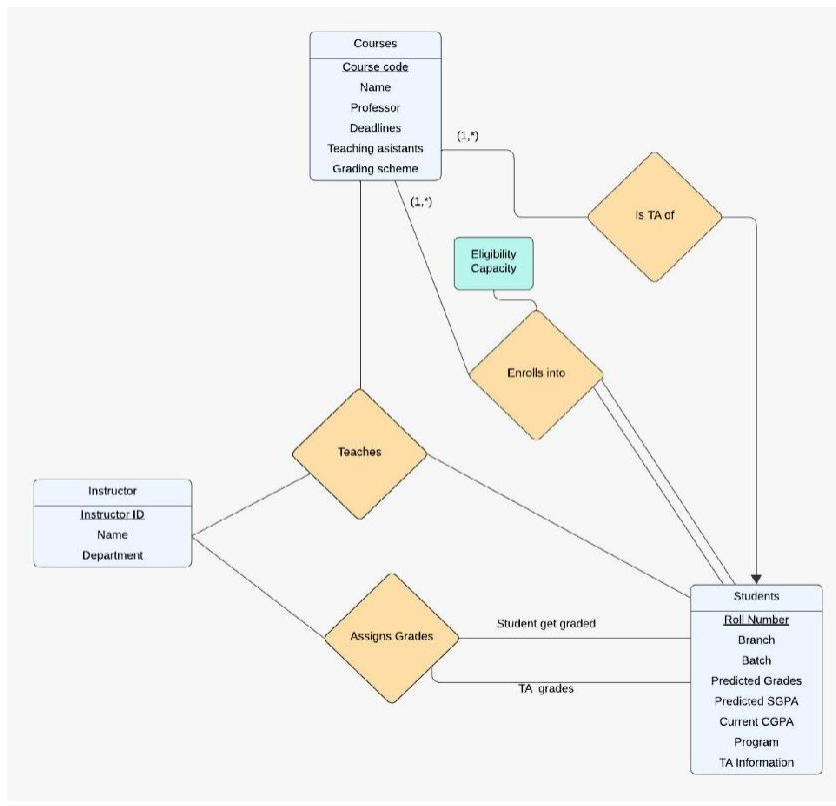 Courses
Course code
Name
Professor
Deadlines
Teaching asistants
Grading scheme
(1,*)
(1,*)
Is TA of
Eligibility
Capacity
Enrolls into
Teaches
Instructor
Instructor ID
Name
Department
Assigns Grades
Student get graded
TA grades
Students
Roll Number
Branch
Batch
Predicted Grades
Predicted SGPA
Current CGPA
Program
TA Information